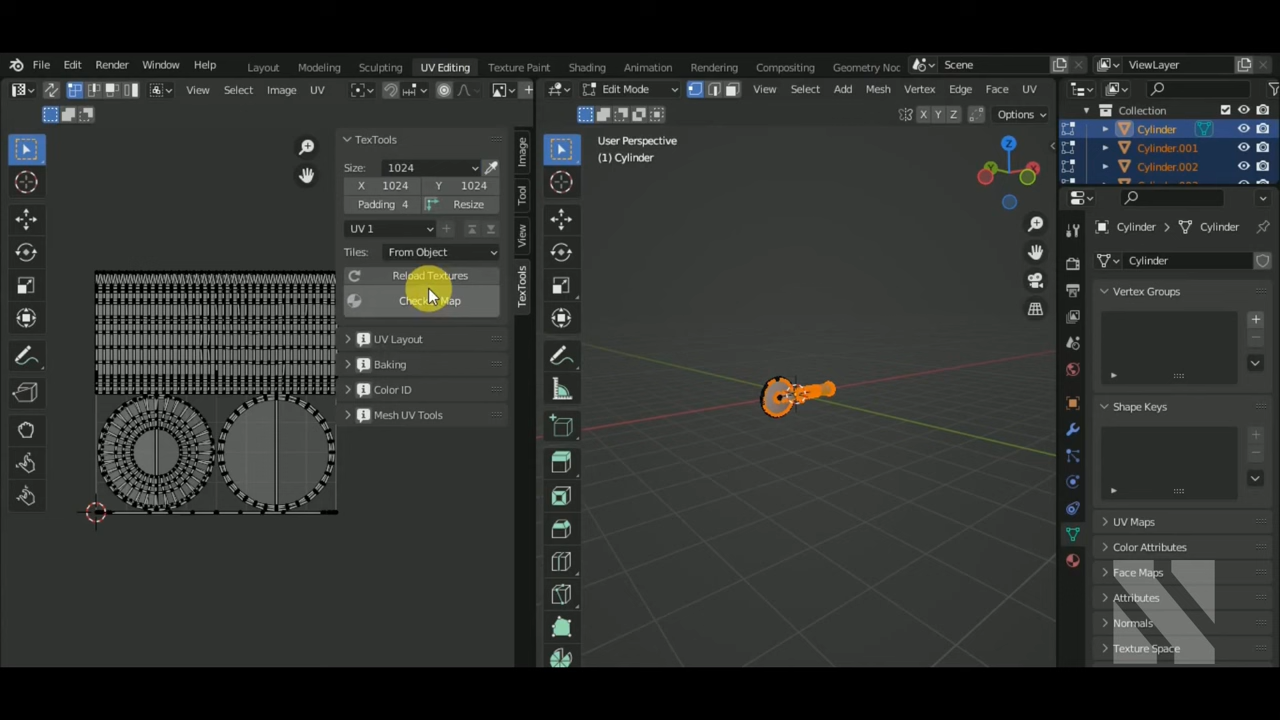 File Edit Render Window Help Layout Modeling Sculpting UV Editing Texture Paint Shading Animation Rendering Compositing Geometry Noc Scene ViewLayer
View Select Image UV Edit Mode View Select Add Mesh Vertex Edge Face UV
Collection
X Y Z Options
Cylinder
Cylinder.001
Cylinder.002
TexTools
Size: 1024
X 1024 Y 1024
Padding 4 Resize
UV 1
Tiles: From Object
Reload Textures
Map
UV Layout
Baking
Color ID
Mesh UV Tools
Image
Tool
View
TexTools
User Perspective
(1) Cylinder
Z
Cylinder Cylinder
Cylinder
Vertex Groups
Shape Keys
UV Maps
Color Attributes
Face Maps
Attributes
Normals
Texture Space